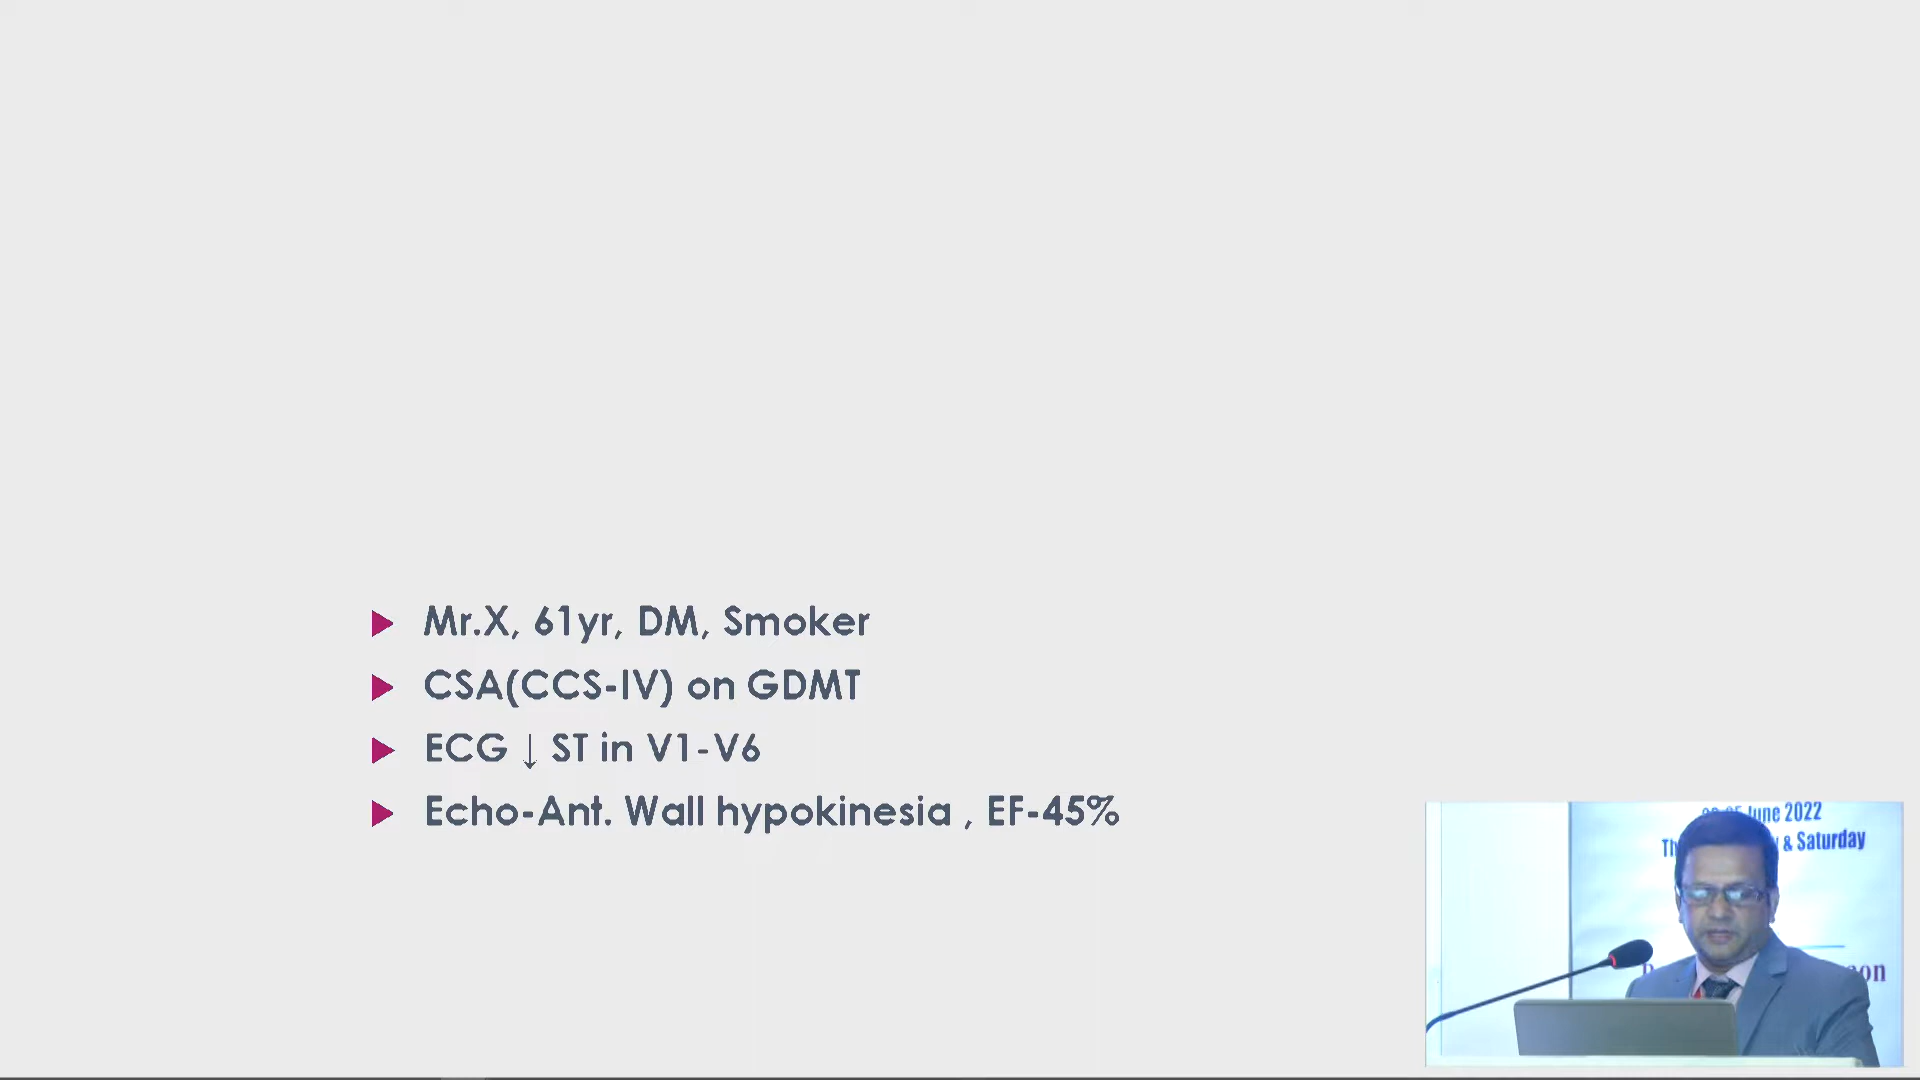 Mr.X, 61yr, DM, Smoker
CSA(CCS-IV) on GDMT
ECG ↓ ST in V1-V6
Echo-Ant. Wall hypokinesia , EF-45%
June 2022
& Saturday